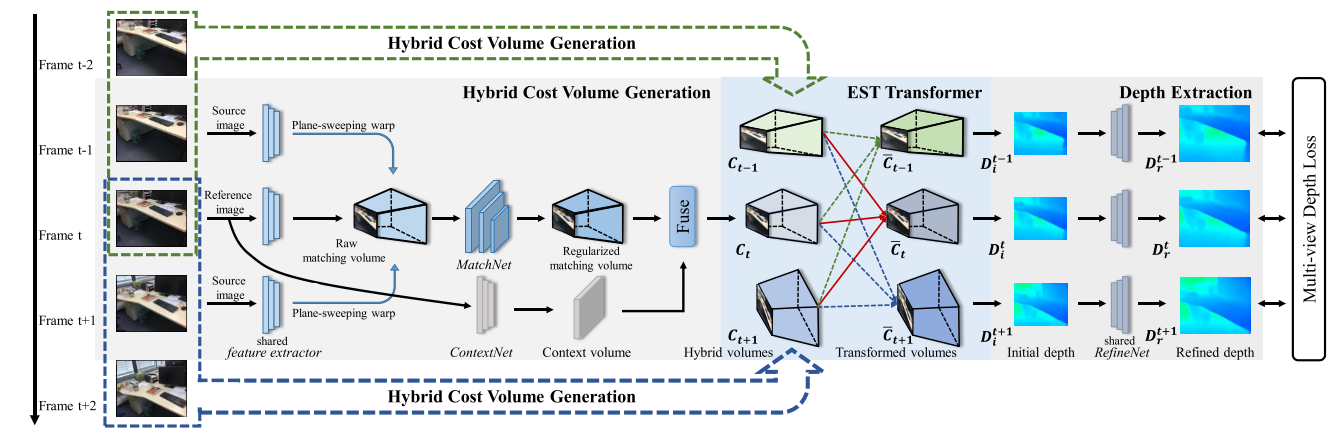 Hybrid Cost Volume Generation
Frame t-2
Hybrid Cost Volume Generation
EST Transformer
Depth Extraction
Source
image
Plane-sweeping warp
Frame t-1
C_{t-1}
C̅_{t-1}
D_i^{t-1}
D_r^{t-1}
Reference
image
Frame t
Raw
matching volume
MatchNet
Regularized
matching volume
Fuse
C_t
C̅_t
D_i^t
D_r^t
Multi-view Depth Loss
Source
image
Plane-sweeping warp
Frame t+1
shared
feature extractor
ContextNet
Context volume
C_{t+1}
Hybrid volumes
C̅_{t+1}
Transformed volumes
D_i^{t+1}
Initial depth
shared
RefineNet
D_r^{t+1}
Refined depth
Hybrid Cost Volume Generation
Frame t+2